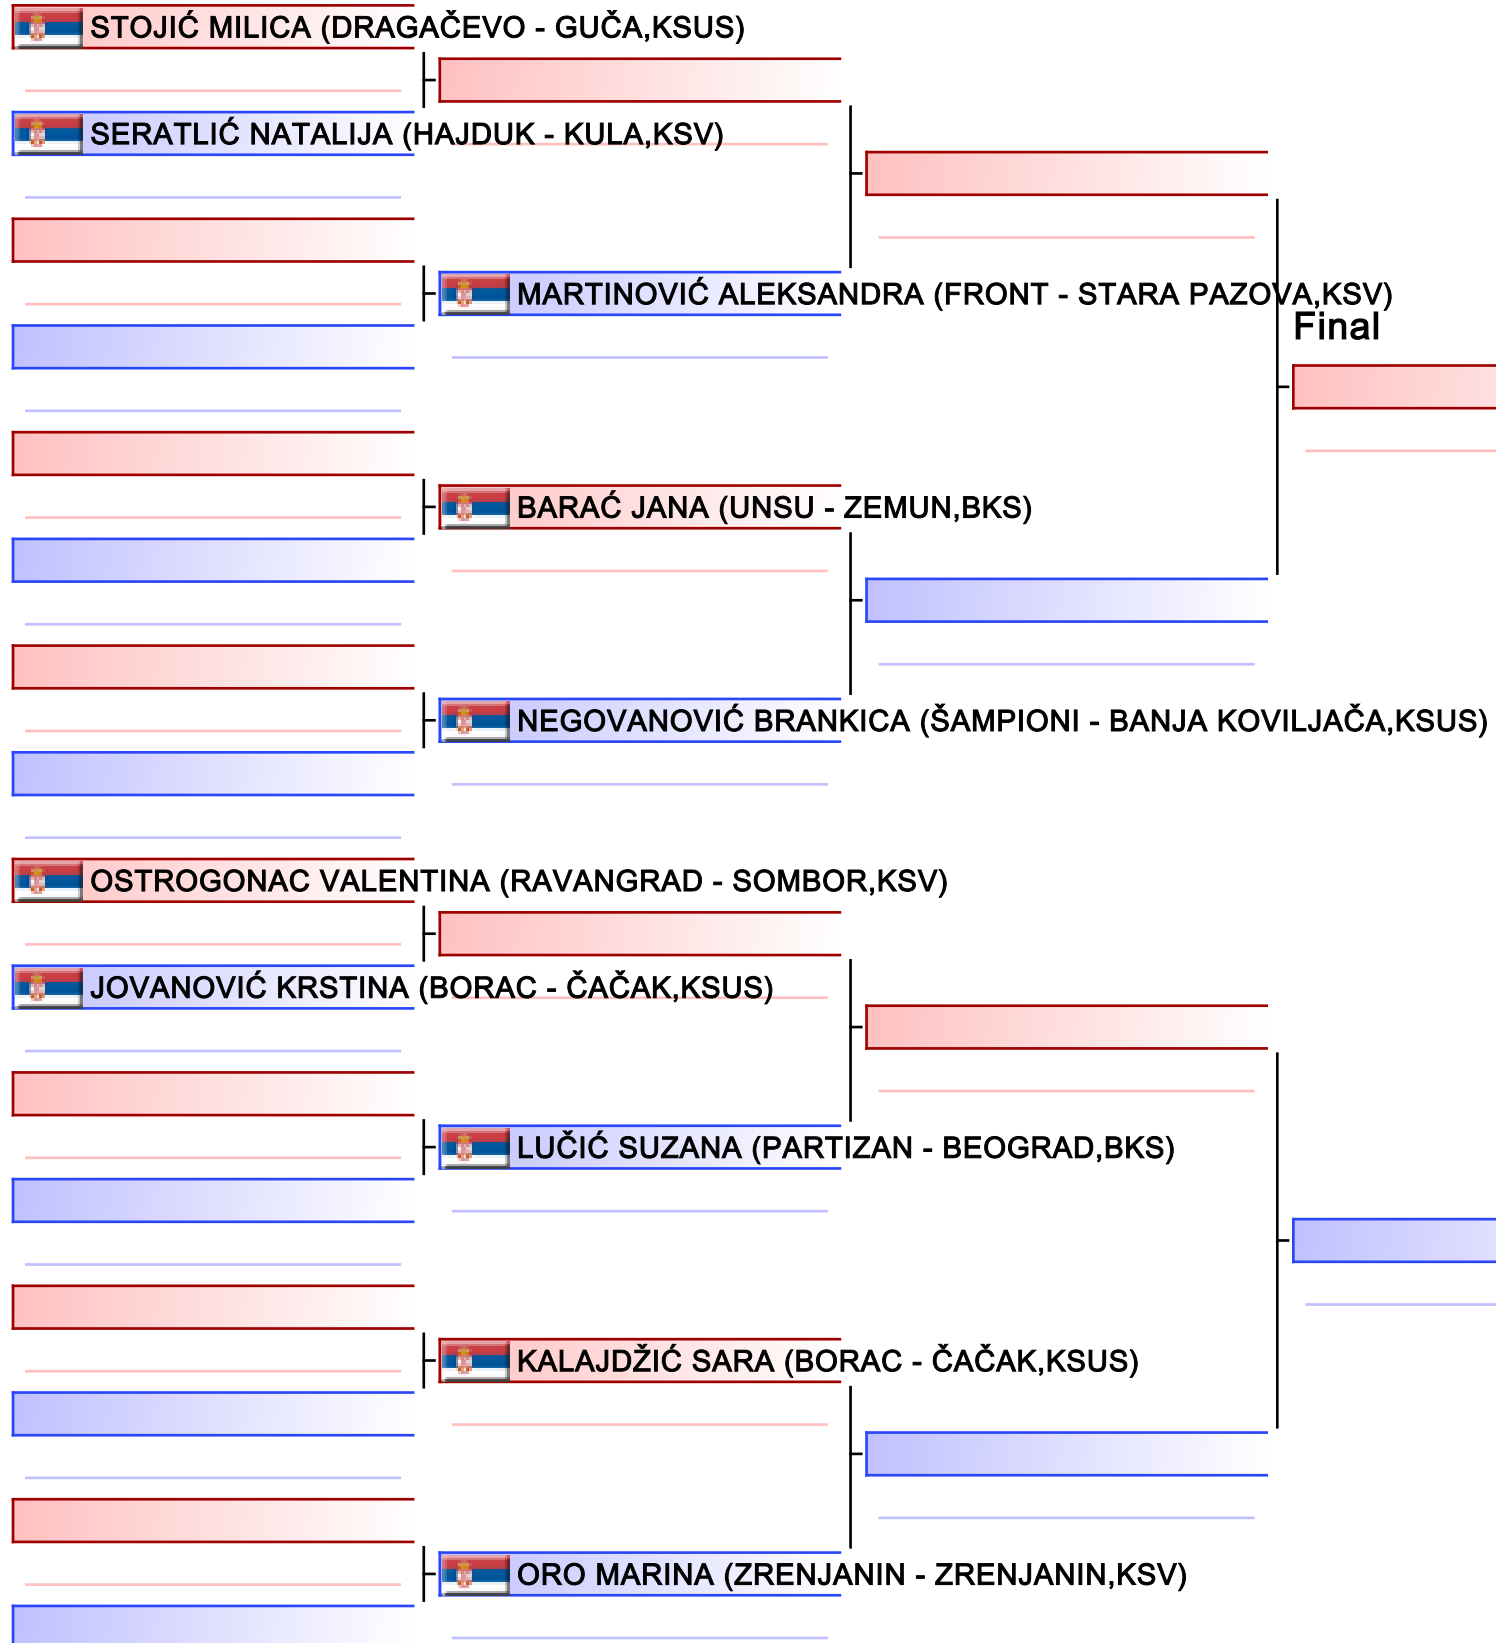 STOJIĆ MILICA (DRAGAČEVO - GUČA,KSUS)
SERATLIĆ NATALIJA (HAJDUK - KULA,KSV)
MARTINOVIĆ ALEKSANDRA (FRONT - STARA PAZOVA,KSV)
Final
BARAĆ JANA (UNSU - ZEMUN,BKS)
NEGOVANOVIĆ BRANKICA (ŠAMPIONI - BANJA KOVILJAČA,KSUS)
OSTROGONAC VALENTINA (RAVANGRAD - SOMBOR,KSV)
JOVANOVIĆ KRSTINA (BORAC - ČAČAK,KSUS)
LUČIĆ SUZANA (PARTIZAN - BEOGRAD,BKS)
KALAJDŽIĆ SARA (BORAC - ČAČAK,KSUS)
ORO MARINA (ZRENJANIN - ZRENJANIN,KSV)